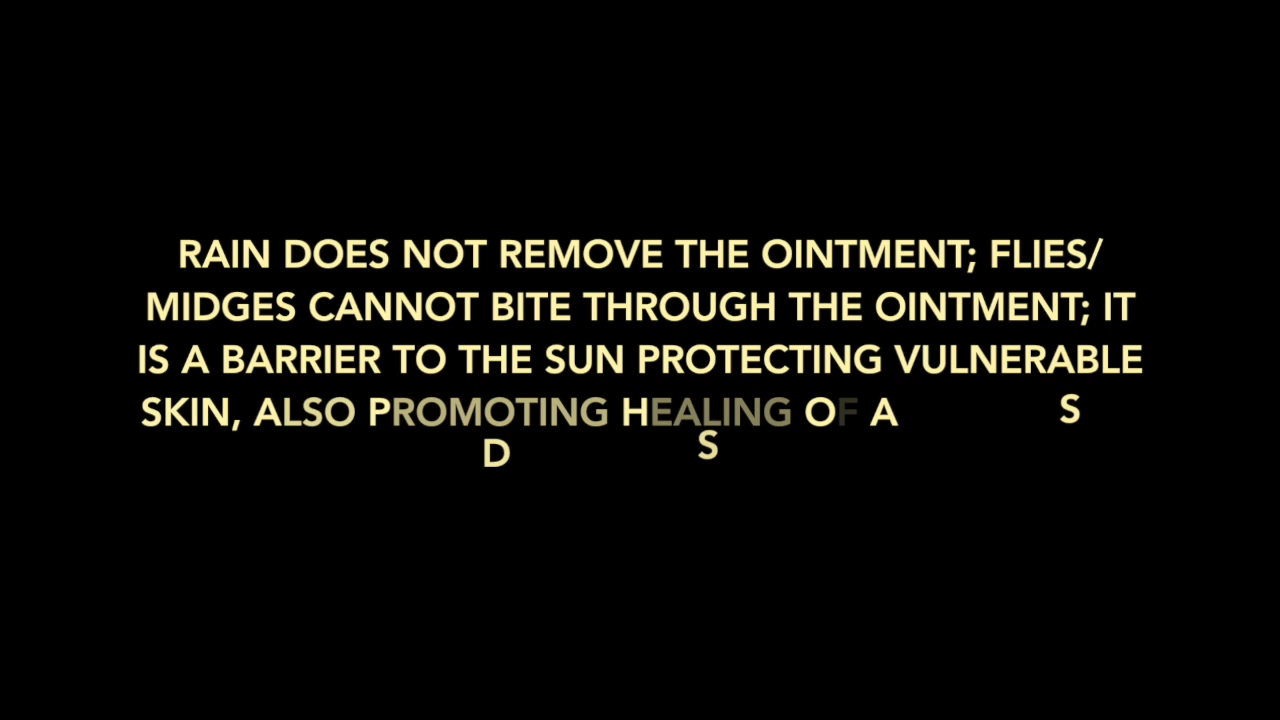 RAIN DOES NOT REMOVE THE OINTMENT; FLIES/
MIDGES CANNOT BITE THROUGH THE OINTMENT; IT
IS A BARRIER TO THE SUN PROTECTING VULNERABLE
SKIN, ALSO PROMOTING HEALING OF A S
D S